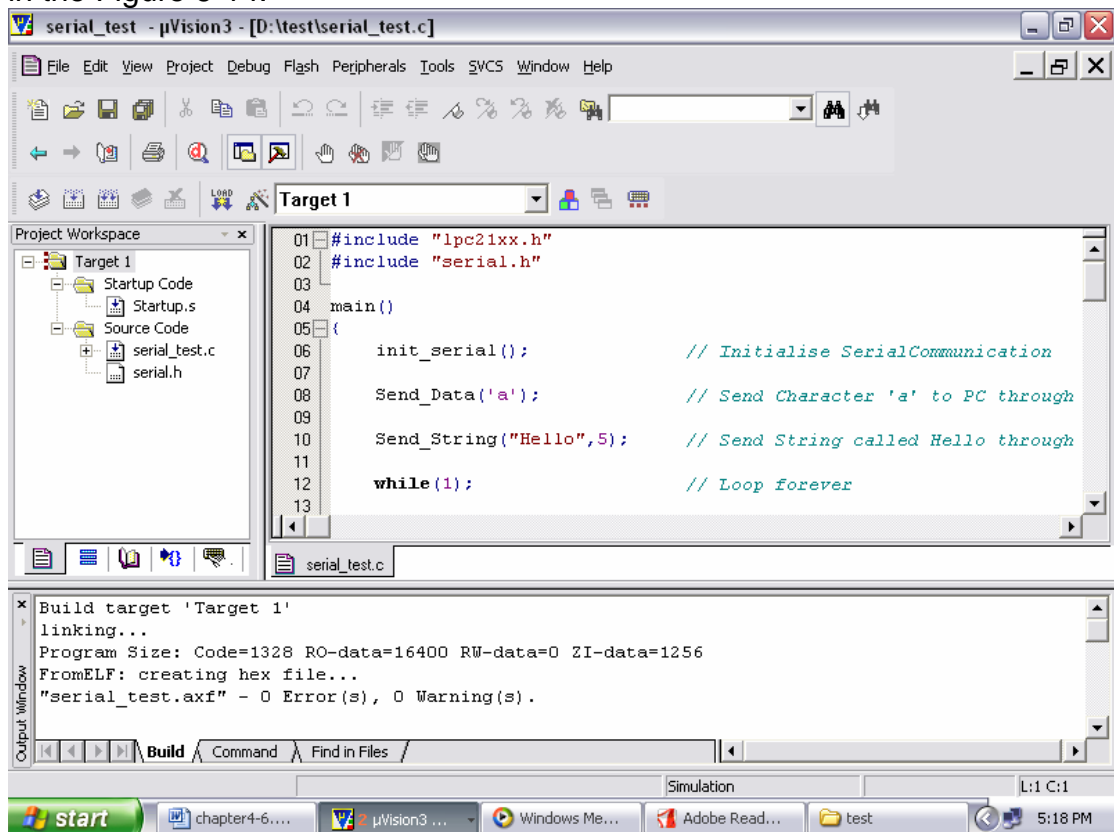 serial_test - µVision3 - [D:\test\serial_test.c]
File Edit View Project Debug Flash Peripherals Tools SVCS Window Help
LOAD Target 1
Project Workspace
Target 1
Startup Code
Startup.s
Source Code
serial_test.c
serial.h
01 #include "lpc21xx.h"
02 #include "serial.h"
03
04 main()
05 {
06 init_serial(); // Initialise SerialCommunication
07
08 Send_Data('a'); // Send Character 'a' to PC through
09
10 Send_String("Hello",5); // Send String called Hello through
11
12 while(1); // Loop forever
13
serial_test.c
Output Window
Build target 'Target 1'
linking...
Program Size: Code=1328 RO-data=16400 RW-data=0 ZI-data=1256
FromELF: creating hex file...
"serial_test.axf" - 0 Error(s), 0 Warning(s).
Build Command Find in Files
Simulation L:1 C:1
start chapter4-6.... 2 µVision3 ... Windows Me... Adobe Read... test 5:18 PM